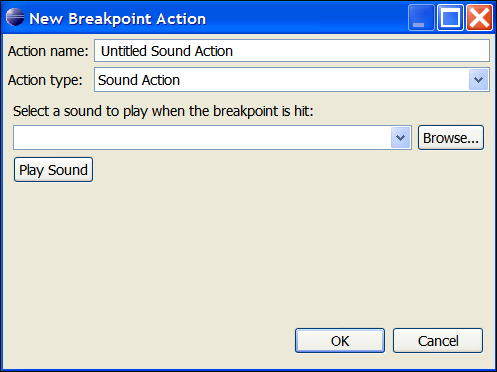 New Breakpoint Action
Action name: Untitled Sound Action
Action type: Sound Action
Select a sound to play when the breakpoint is hit:
Browse...
Play Sound
OK Cancel